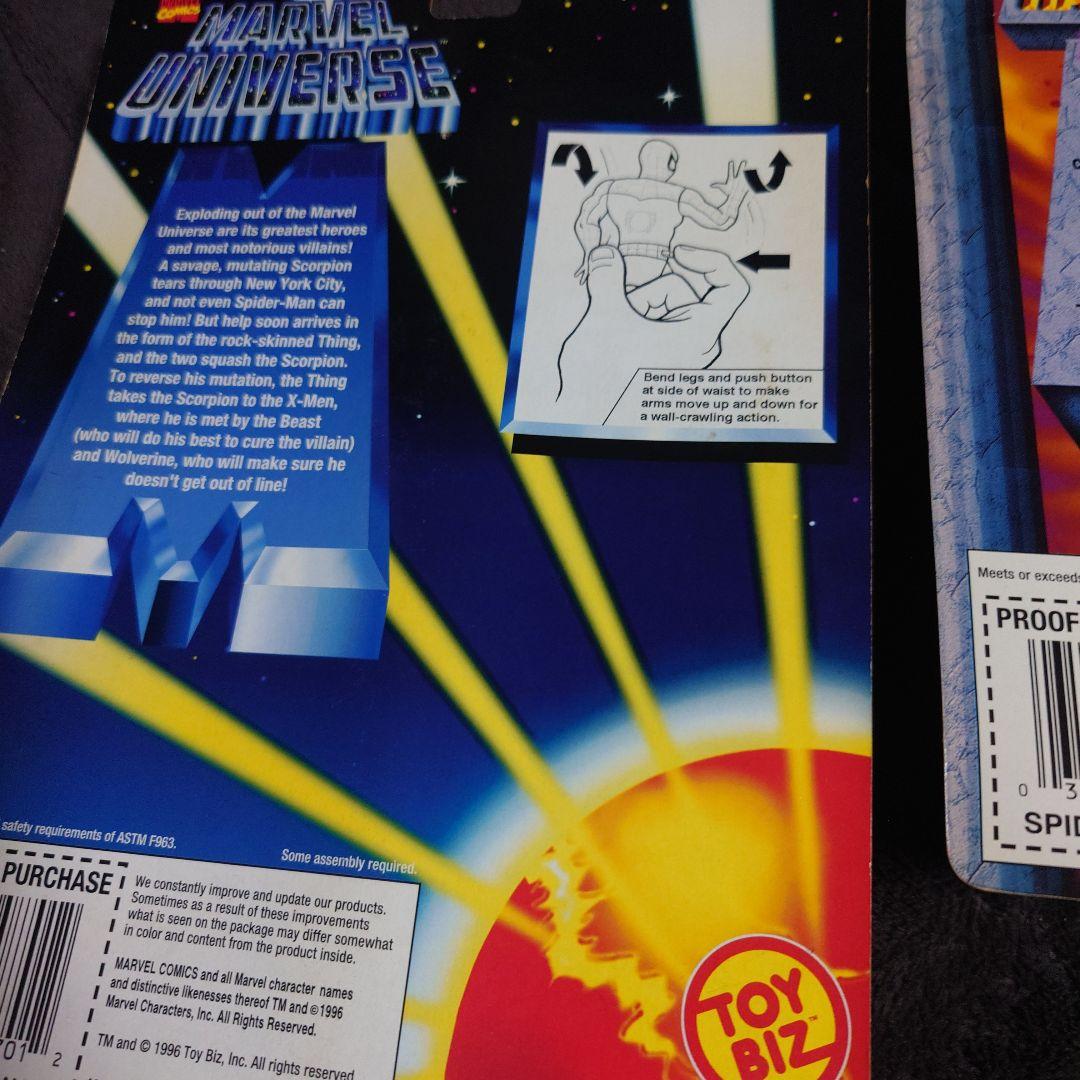 MARVEL
COMICS
MARVEL
UNIVERSE™
Exploding out of the Marvel
Universe are its greatest heroes
and most notorious villains!
A savage, mutating Scorpion
tears through New York City,
and not even Spider-Man can
stop him! But help soon arrives in
the form of the rock-skinned Thing,
and the two squash the Scorpion.
To reverse his mutation, the Thing
takes the Scorpion to the X-Men,
where he is met by the Beast
(who will do his best to cure the villain)
and Wolverine, who will make sure he
doesn't get out of line!
Bend legs and push button
at side of waist to make
arms move up and down for
a wall-crawling action.
safety requirements of ASTM F963.
Some assembly required.
PURCHASE
We constantly improve and update our products.
Sometimes as a result of these improvements
what is seen on the package may differ somewhat
in color and content from the product inside.
MARVEL COMICS and all Marvel character names
and distinctive likenesses thereof TM and © 1996
Marvel Characters, Inc. All Rights Reserved.
TM and © 1996 Toy Biz, Inc. All rights reserved
701 2
TOY
BIZ™
Meets or exceeds
PROOF
0 3
SPID